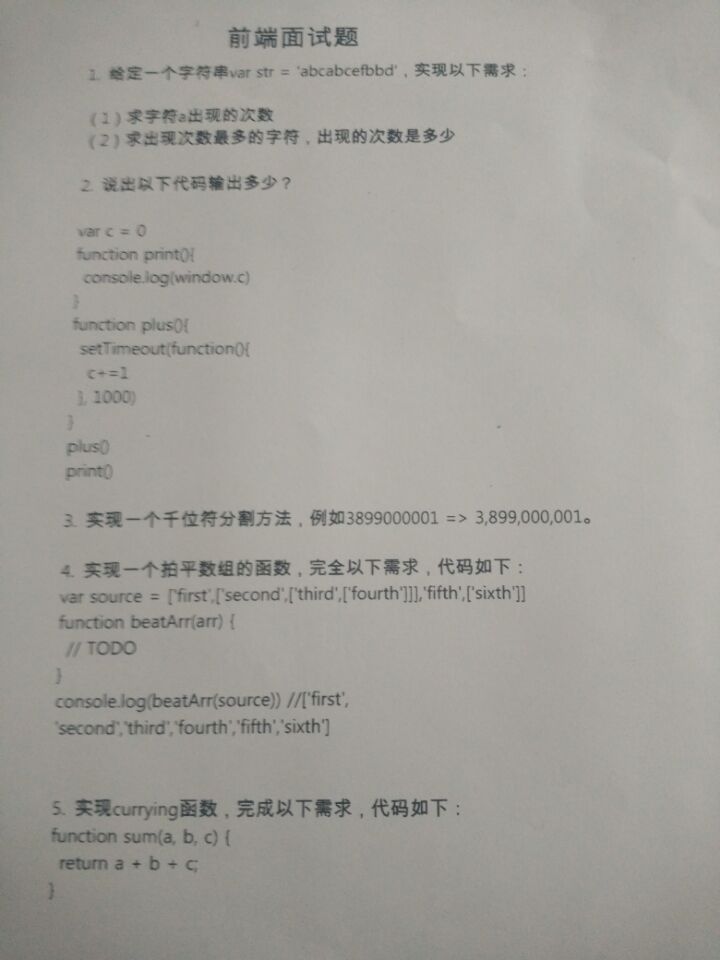 前端面试题
1. 给定一个字符串var str = 'abcabcefbbd'，实现以下需求：
（1）求字符a出现的次数
（2）求出现次数最多的字符，出现的次数是多少
2. 说出以下代码输出多少？
var c = 0
function print(){
console.log(window.c)
}
function plus(){
setTimeout(function(){
c+=1
}, 1000)
}
plus()
print()
3. 实现一个千位符分割方法，例如3899000001 => 3,899,000,001。
4. 实现一个拍平数组的函数，完全以下需求，代码如下：
var source = ['first',['second',['third',['fourth']]],'fifth',['sixth']]
function beatArr(arr) {
// TODO
}
console.log(beatArr(source)) //['first',
'second','third','fourth','fifth','sixth']
5. 实现currying函数，完成以下需求，代码如下：
function sum(a, b, c) {
return a + b + c;
}